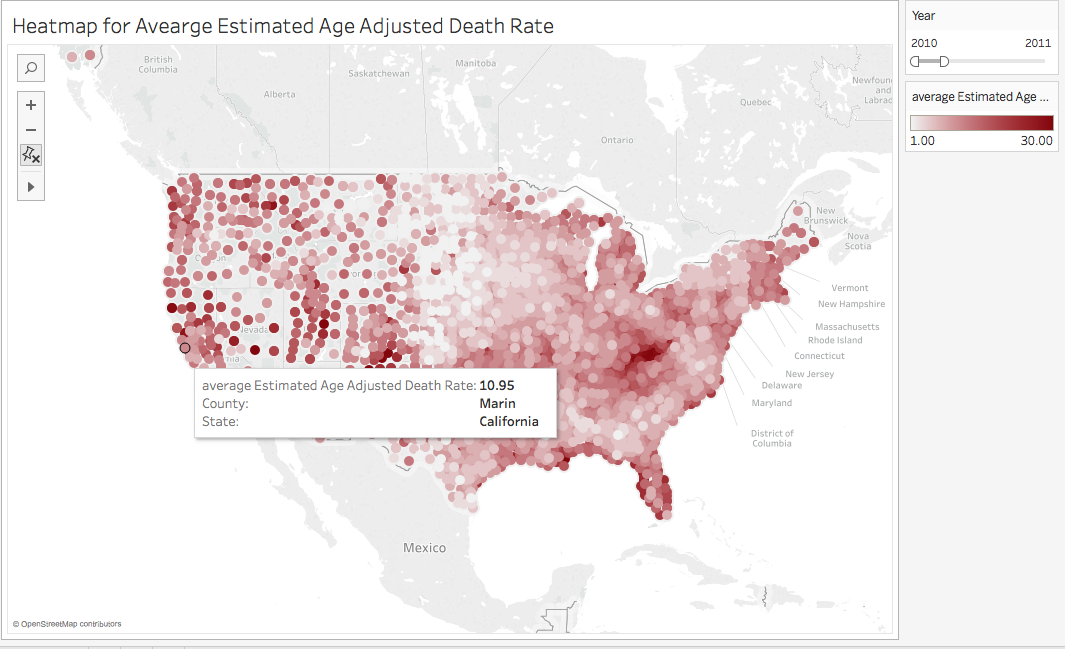 Heatmap for Avearge Estimated Age Adjusted Death Rate
Year
2010 2011
average Estimated Age ...
1.00 30.00
British
Columbia
Alberta
Saskatchewan
Manitoba
Ontario
Quebec
Newfoun
and
Labrad
New
Brunswick
Nova
Scotia
Vermont
New Hampshire
Massachusetts
Rhode Island
Connecticut
New Jersey
Delaware
Maryland
District of
Columbia
Nevada
average Estimated Age Adjusted Death Rate: 10.95
County: Marin
State: California
Mexico
© OpenStreetMap contributors